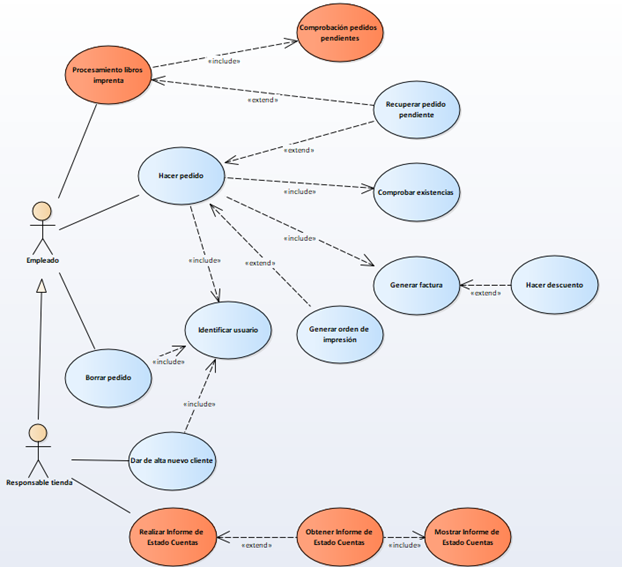 Comprobación pedidos
pendientes
«include»
Procesamiento libros
imprenta
«extend»
Recuperar pedido
pendiente
«extend»
Hacer pedido
«include»
Comprobar existencias
«include»
Empleado
«include»
«extend»
Generar factura
Hacer descuento
«extend»
Identificar usuario
Generar orden de
impresión
«include»
Borrar pedido
«include»
Dar de alta nuevo cliente
Responsable tienda
Realizar Informe de
Estado Cuentas
«extend»
Obtener Informe de
Estado Cuentas
«include»
Mostrar Informe de
Estado Cuentas